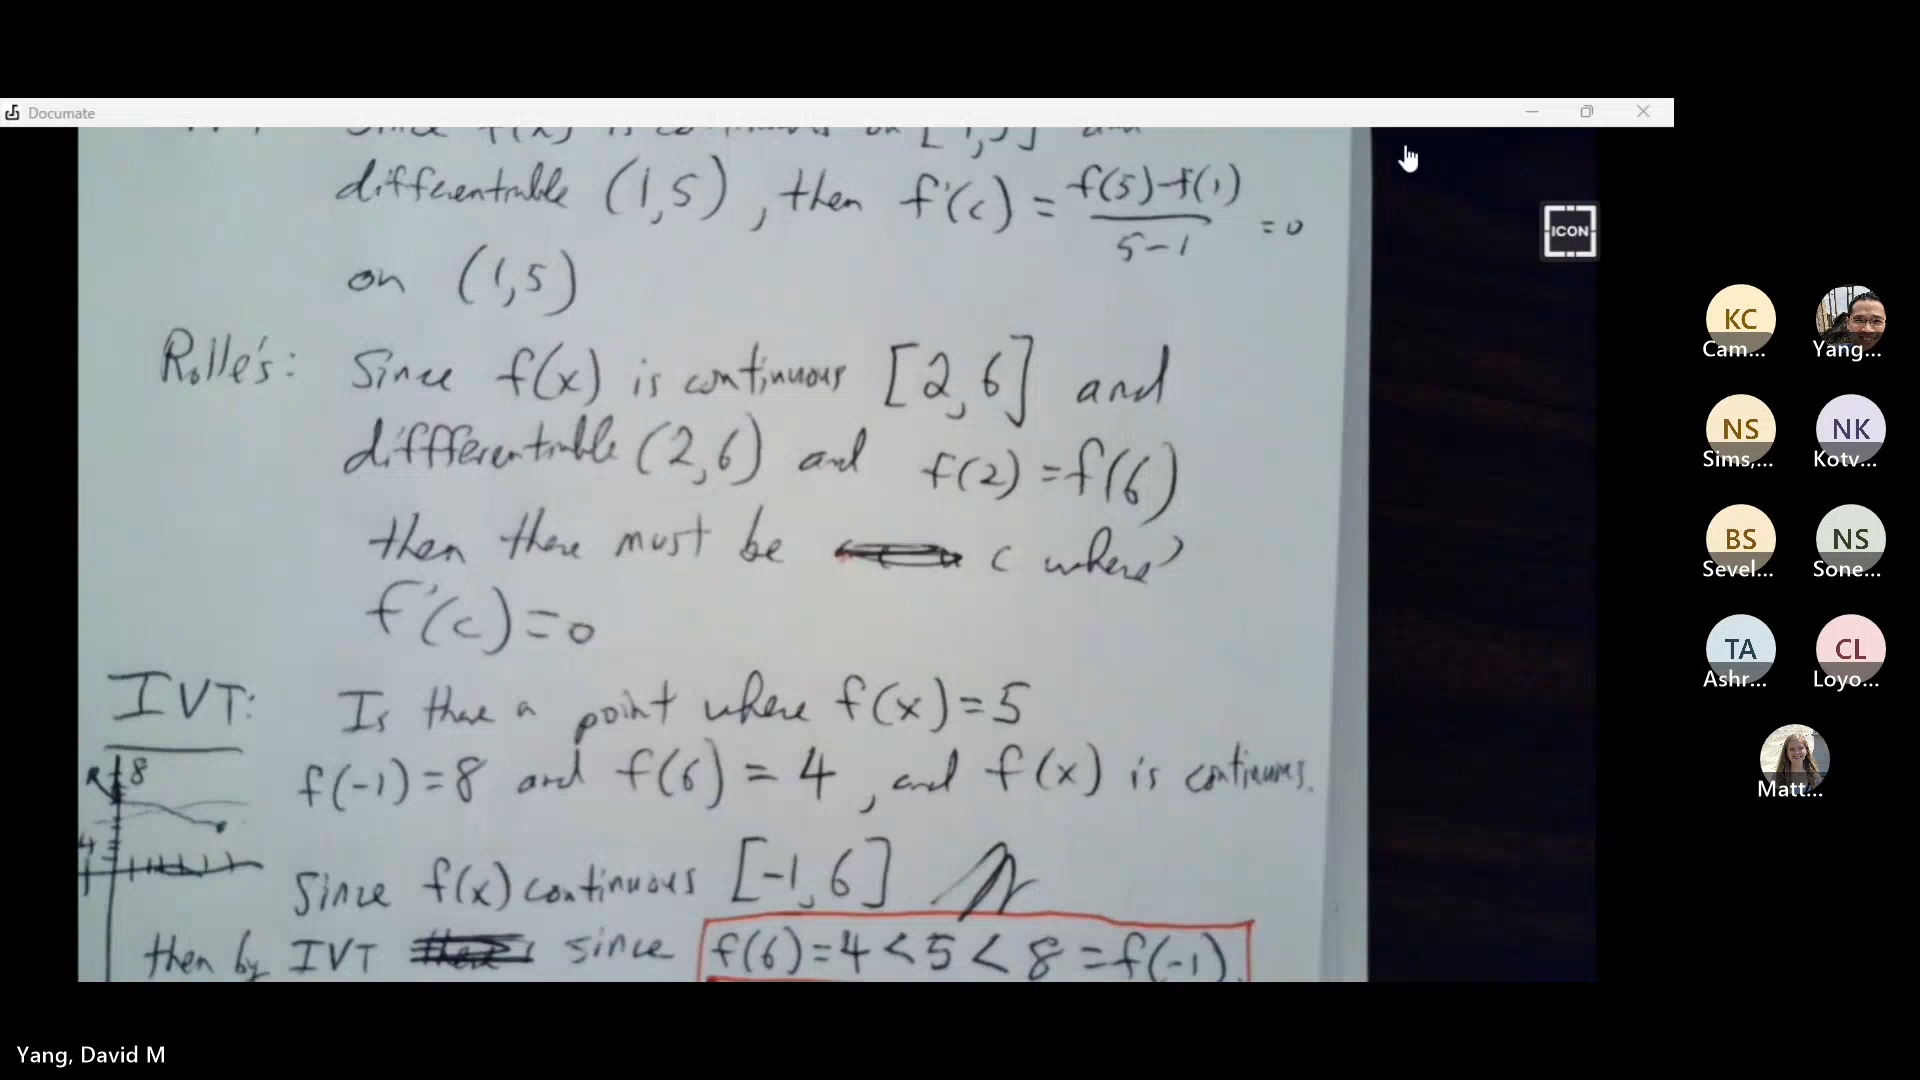 Documate
differentiable (1,5), then f'(c) = f(5)-f(1) / 5-1 = 0
on (1,5)
Rolle's: Since f(x) is continuous [2,6] and
diffferentiable (2,6) and f(2) = f(6)
then there must be c where
f'(c) = 0
IVT: Is there a point where f(x) = 5
f(-1) = 8 and f(6) = 4, and f(x) is continuous.
8
4
Since f(x) continuous [-1,6]
then by IVT since f(6)=4<5<8=f(-1)
ICON
KC
Cam...
Yang...
NS
Sims,...
NK
Kotv...
BS
Sevel...
NS
Sone...
TA
Ashr...
CL
Loyo...
Matt...
Yang, David M